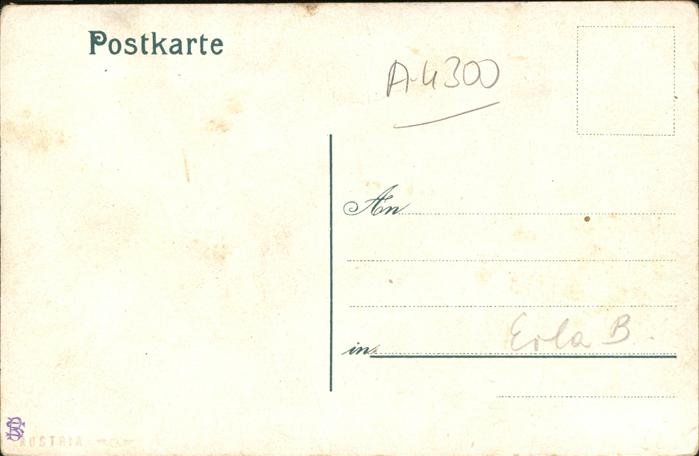 Postkarte
A-4300
An
in
Erla B.
AUSTRIA